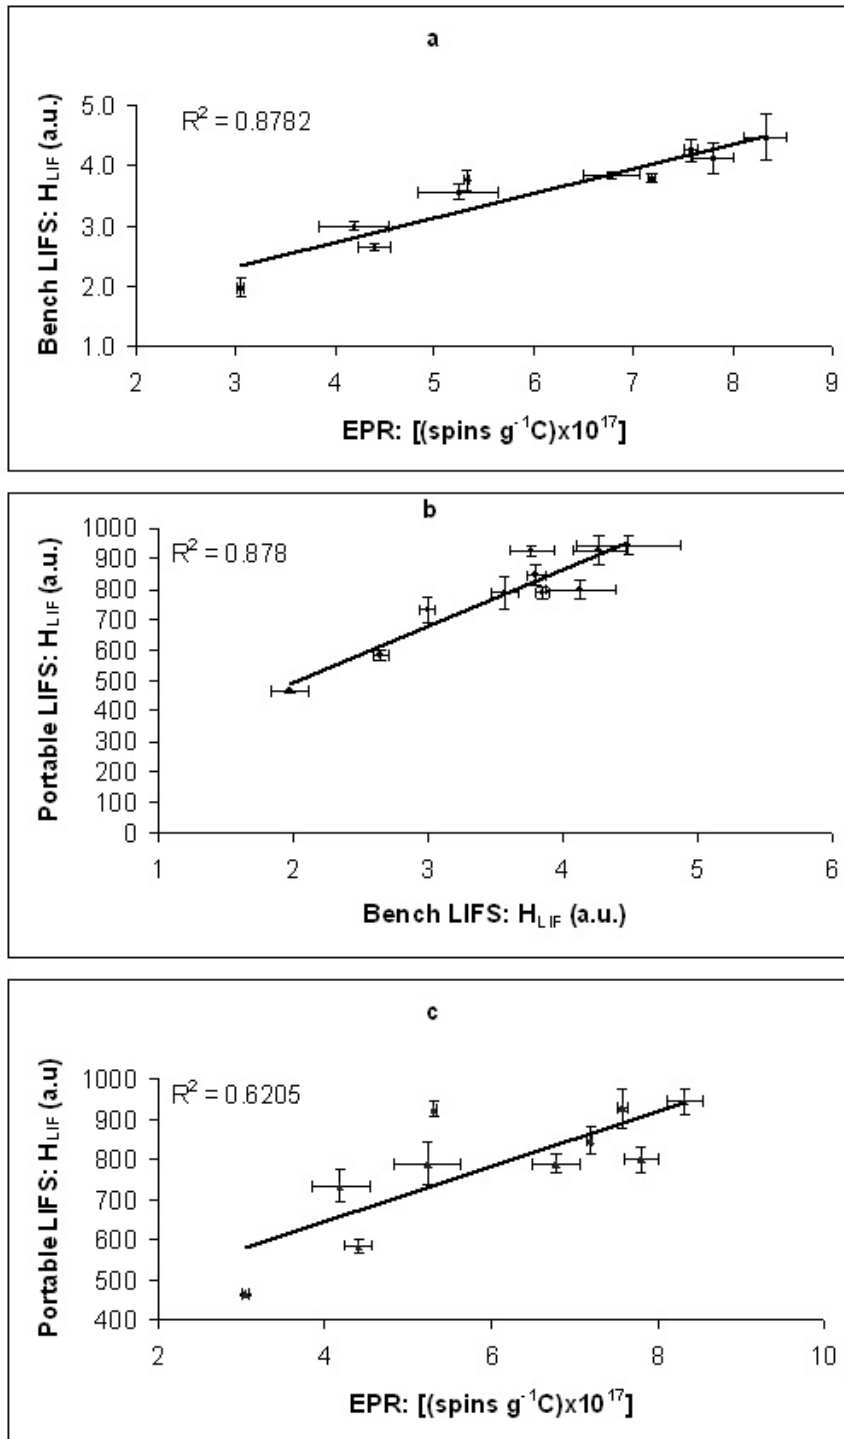 a
R² = 0.8782
Bench LIFS: H_LIF (a.u.)
5.0
4.0
3.0
2.0
1.0
2 3 4 5 6 7 8 9
EPR: [(spins g⁻¹C)x10¹⁷]
b
R² = 0.878
Portable LIFS: H_LIF (a.u.)
1000
900
800
700
600
500
400
300
200
100
0
1 2 3 4 5 6
Bench LIFS: H_LIF (a.u.)
c
R² = 0.6205
Portable LIFS: H_LIF (a.u)
1000
900
800
700
600
500
400
2 4 6 8 10
EPR: [(spins g⁻¹C)x10¹⁷]